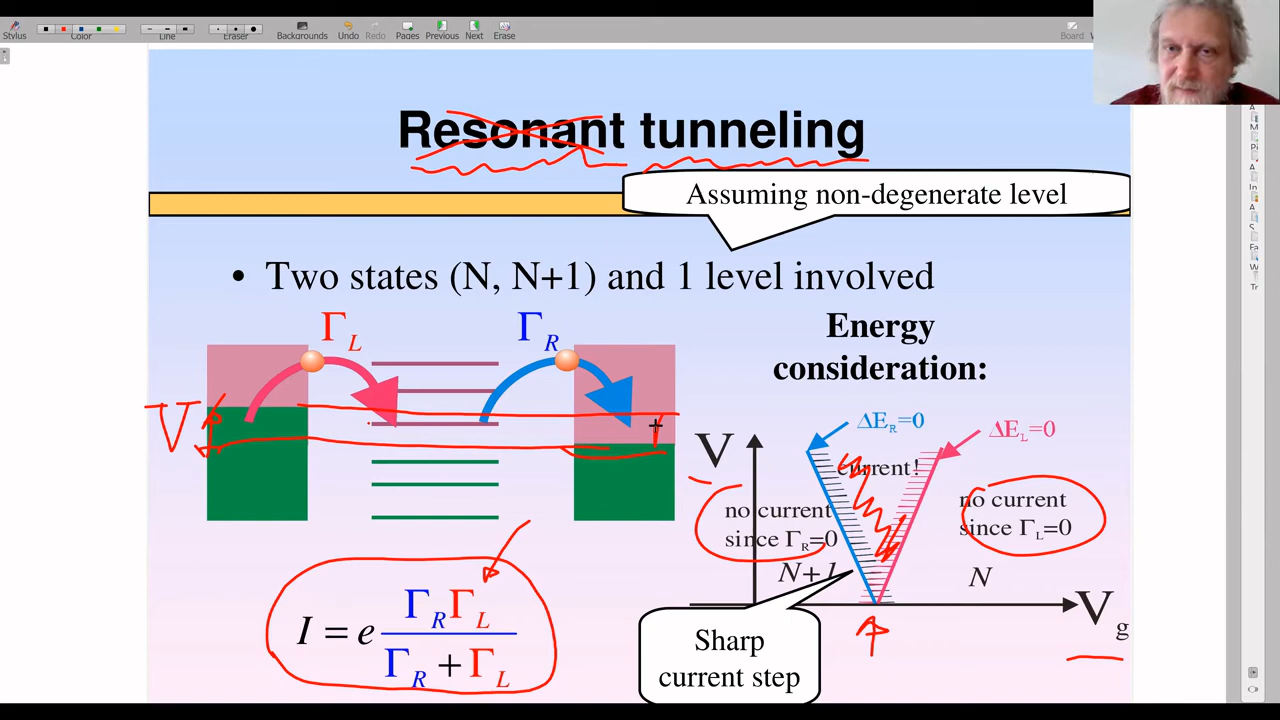 Stylus
Color
Line
Eraser
Backgrounds
Undo
Redo
Pages
Previous
Next
Erase
Board
Resonant tunneling
Assuming non-degenerate level
• Two states (N, N+1) and 1 level involved
Γ_L
Γ_R
V
I = e Γ_R Γ_L / (Γ_R + Γ_L)
Energy
consideration:
V
ΔE_R=0
ΔE_L=0
current!
no current
since Γ_R=0
no current
since Γ_L=0
N+1
N
V_g
Sharp
current step